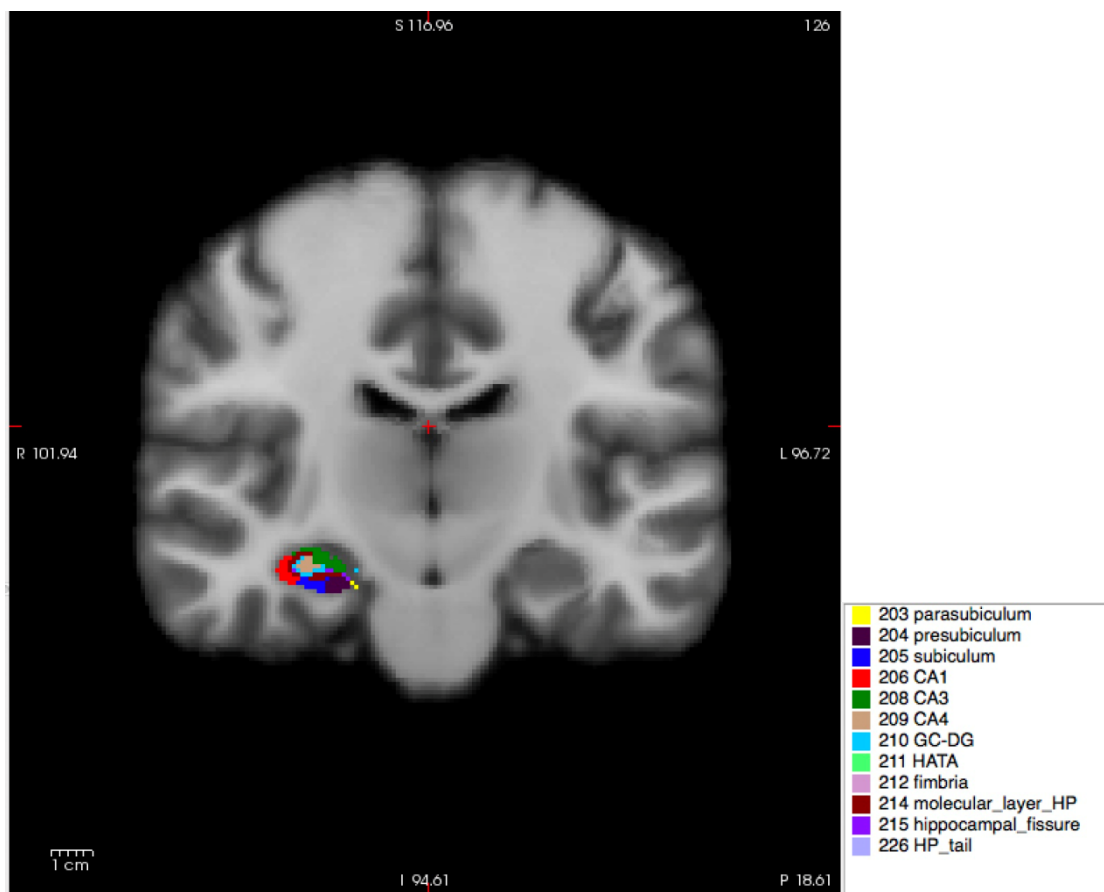 S 116.96
126
R 101.94
L 96.72
1 cm
I 94.61
P 18.61
203 parasubiculum
204 presubiculum
205 subiculum
206 CA1
208 CA3
209 CA4
210 GC-DG
211 HATA
212 fimbria
214 molecular_layer_HP
215 hippocampal_fissure
226 HP_tail